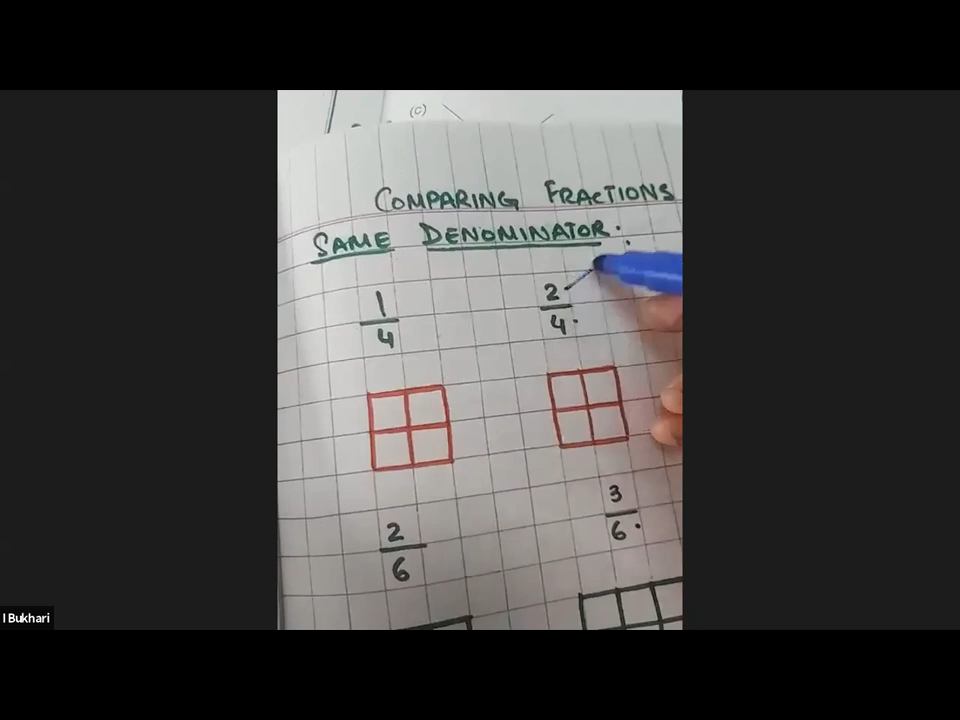 (C)
COMPARING FRACTIONS
SAME DENOMINATOR:
1/4 2/4
2/6 3/6
I Bukhari